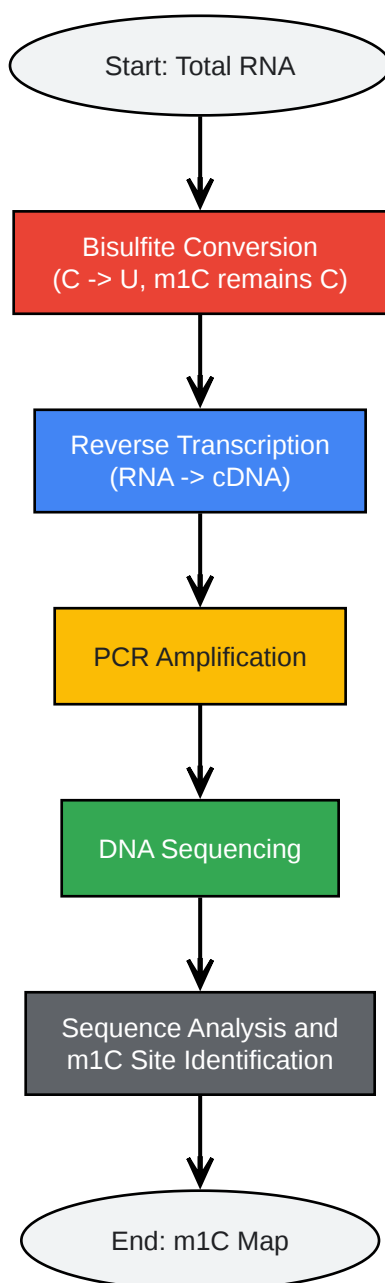 Start: Total RNA
Bisulfite Conversion
(C -> U, m1C remains C)
Reverse Transcription
(RNA -> cDNA)
PCR Amplification
DNA Sequencing
Sequence Analysis and
m1C Site Identification
End: m1C Map